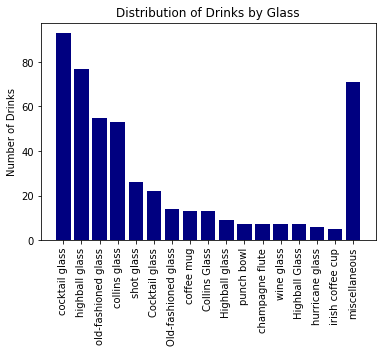 Distribution of Drinks by Glass
Number of Drinks
80
60
40
20
0
cocktail glass
highball glass
old-fashioned glass
collins glass
shot glass
Cocktail glass
Old-fashioned glass
coffee mug
Collins Glass
Highball glass
punch bowl
champagne flute
wine glass
Highball Glass
hurricane glass
irish coffee cup
miscellaneous